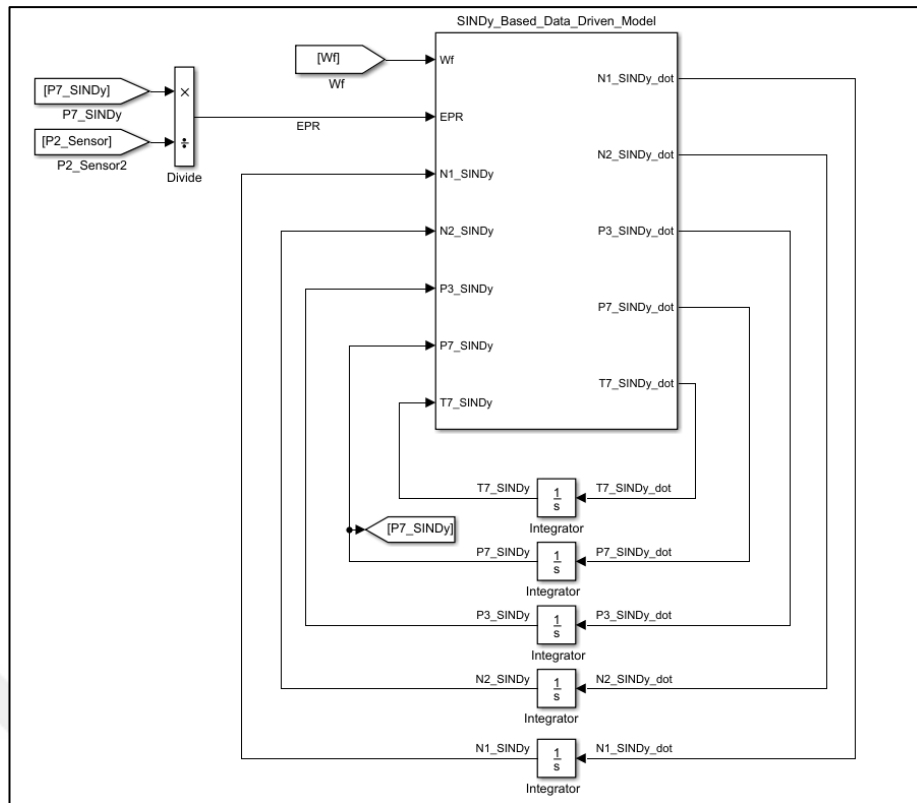 SINDy_Based_Data_Driven_Model
[Wf]
Wf
[P7_SINDy]
P7_SINDy
[P2_Sensor]
P2_Sensor2
×
÷
Divide
EPR
Wf
EPR
N1_SINDy
N2_SINDy
P3_SINDy
P7_SINDy
T7_SINDy
N1_SINDy_dot
N2_SINDy_dot
P3_SINDy_dot
P7_SINDy_dot
T7_SINDy_dot
T7_SINDy
1
s
T7_SINDy_dot
Integrator
[P7_SINDy]
P7_SINDy
1
s
P7_SINDy_dot
Integrator
P3_SINDy
1
s
P3_SINDy_dot
Integrator
N2_SINDy
1
s
N2_SINDy_dot
Integrator
N1_SINDy
1
s
N1_SINDy_dot
Integrator